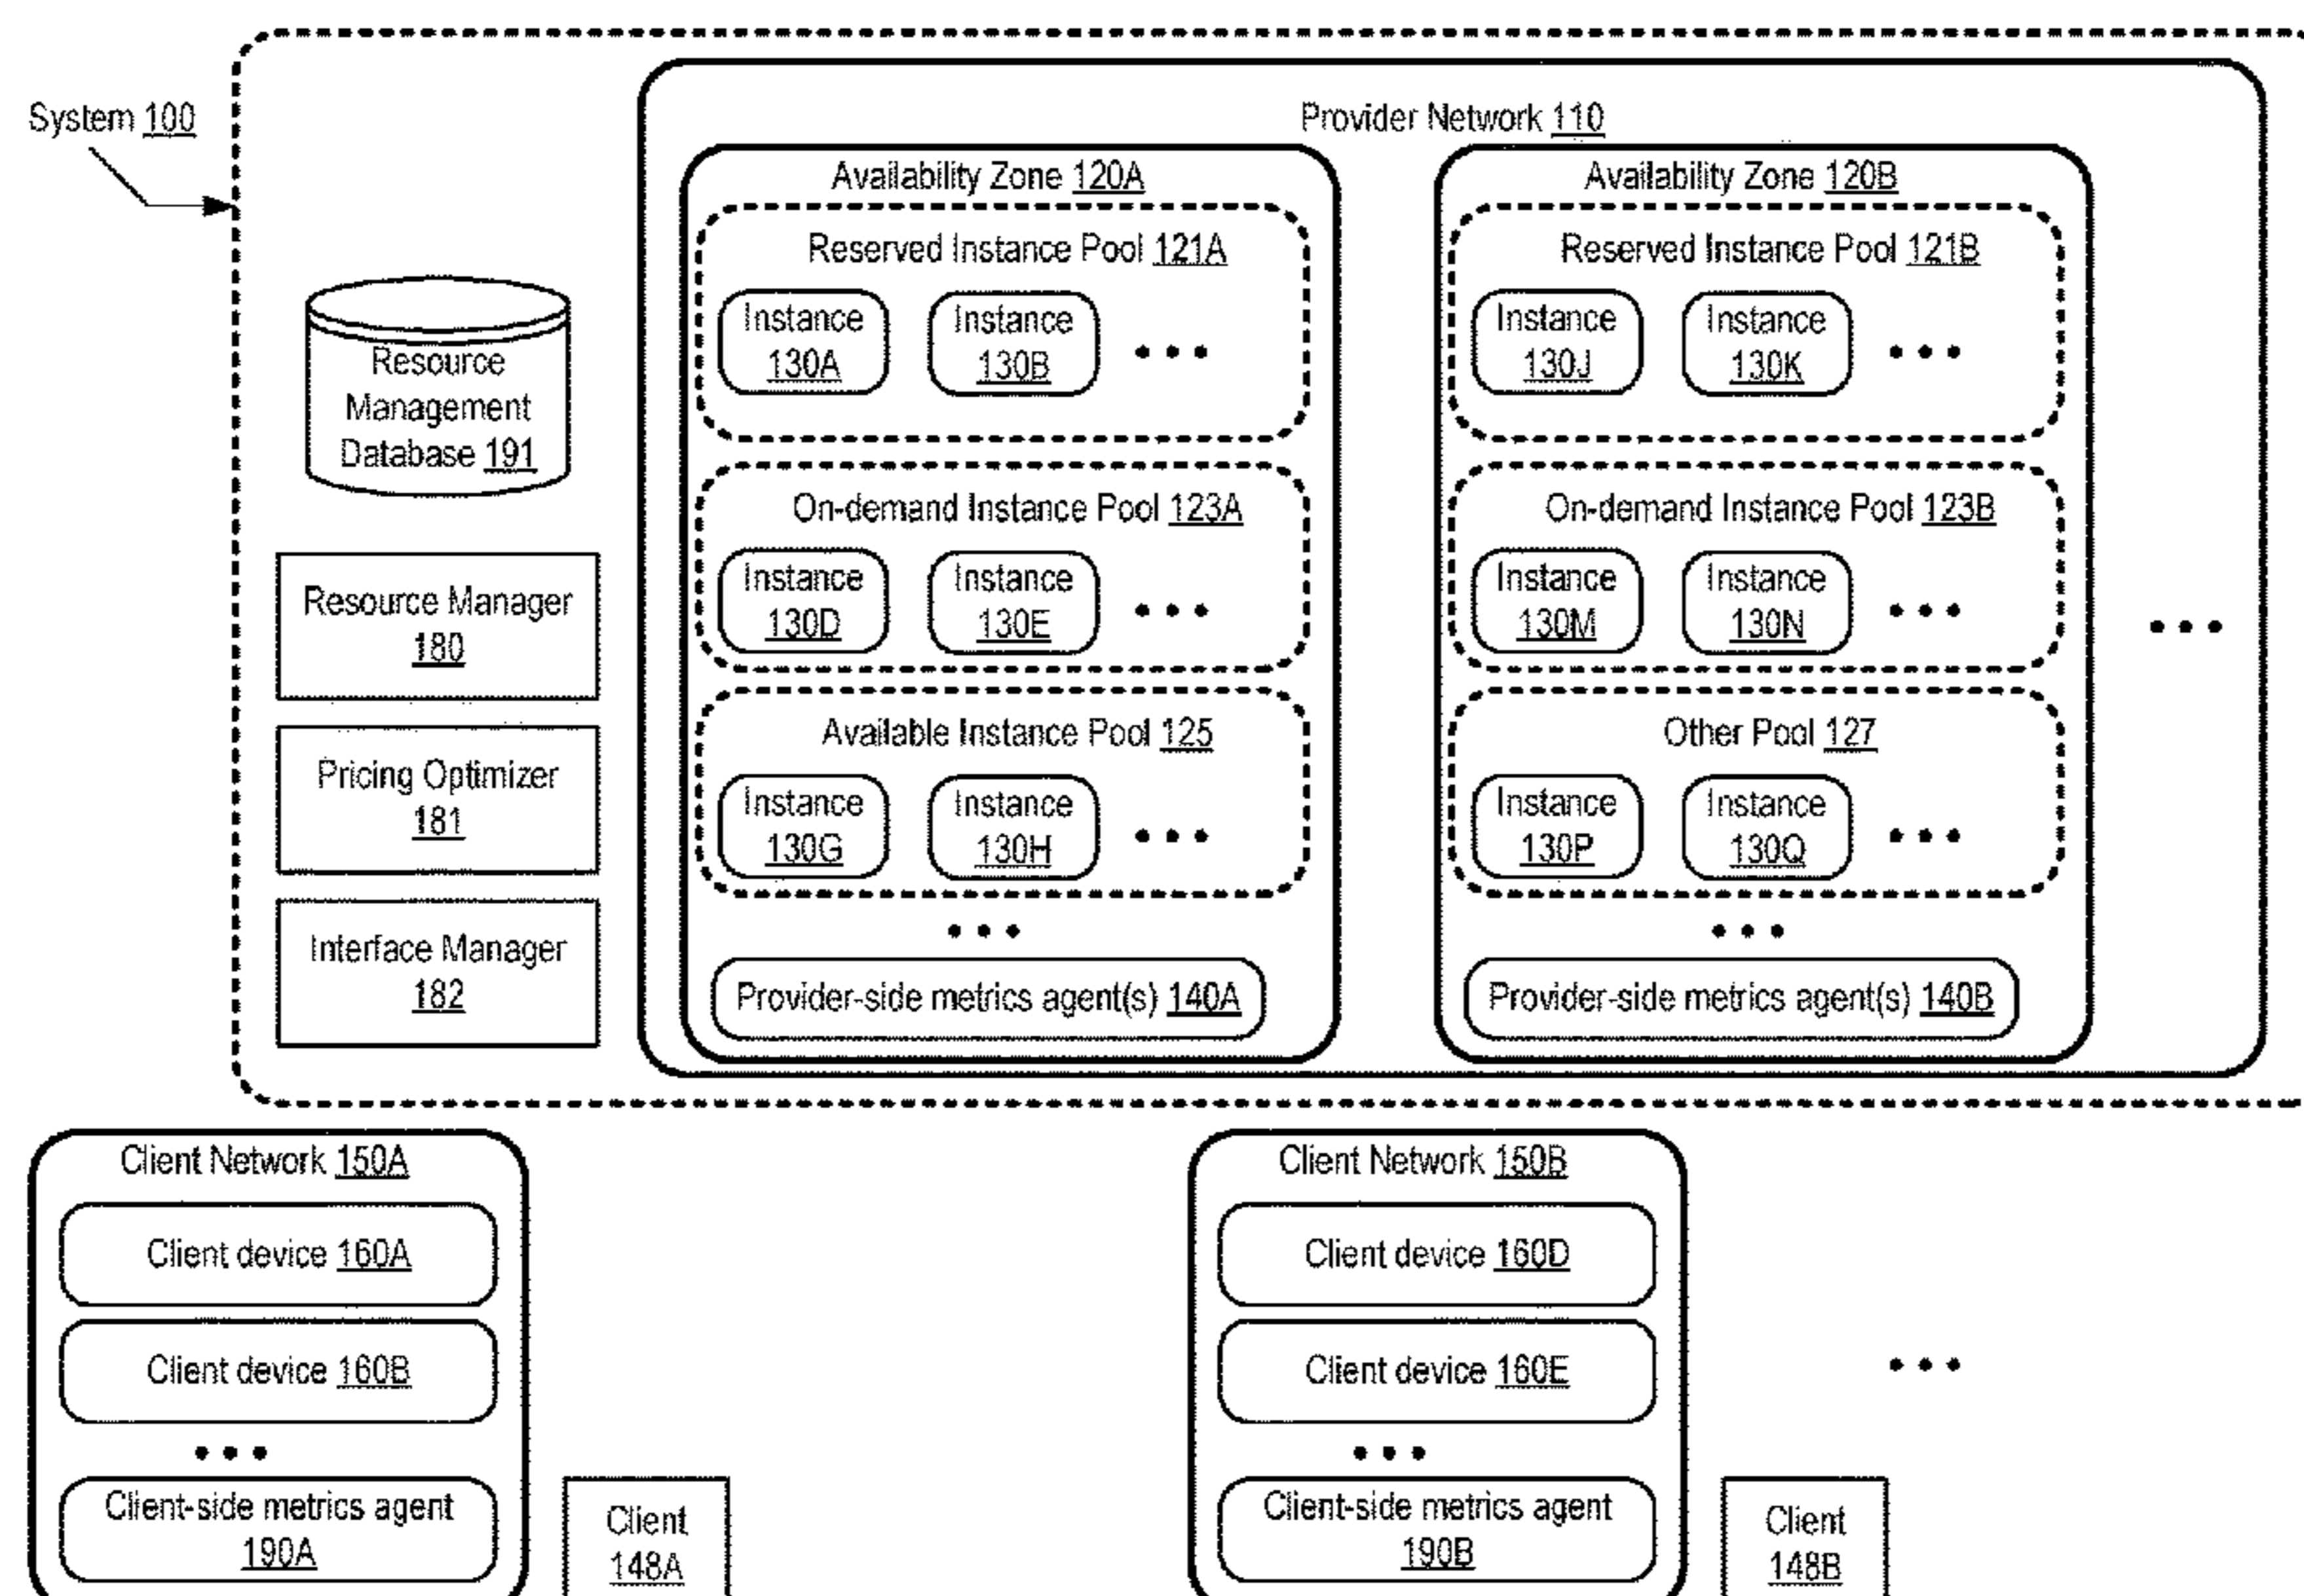 System 100
Provider Network 110
Availability Zone 120A
Reserved Instance Pool 121A
Instance
130A
Instance
130B
On-demand Instance Pool 123A
Instance
130D
Instance
130E
Available Instance Pool 125
Instance
130G
Instance
130H
Provider-side metrics agent(s) 140A
Availability Zone 120B
Reserved Instance Pool 121B
Instance
130J
Instance
130K
On-demand Instance Pool 123B
Instance
130M
Instance
130N
Other Pool 127
Instance
130P
Instance
130Q
Provider-side metrics agent(s) 140B
Resource
Management
Database 191
Resource Manager
180
Pricing Optimizer
181
Interface Manager
182
Client Network 150A
Client device 160A
Client device 160B
Client-side metrics agent
190A
Client
148A
Client Network 150B
Client device 160D
Client device 160E
Client-side metrics agent
190B
Client
148B